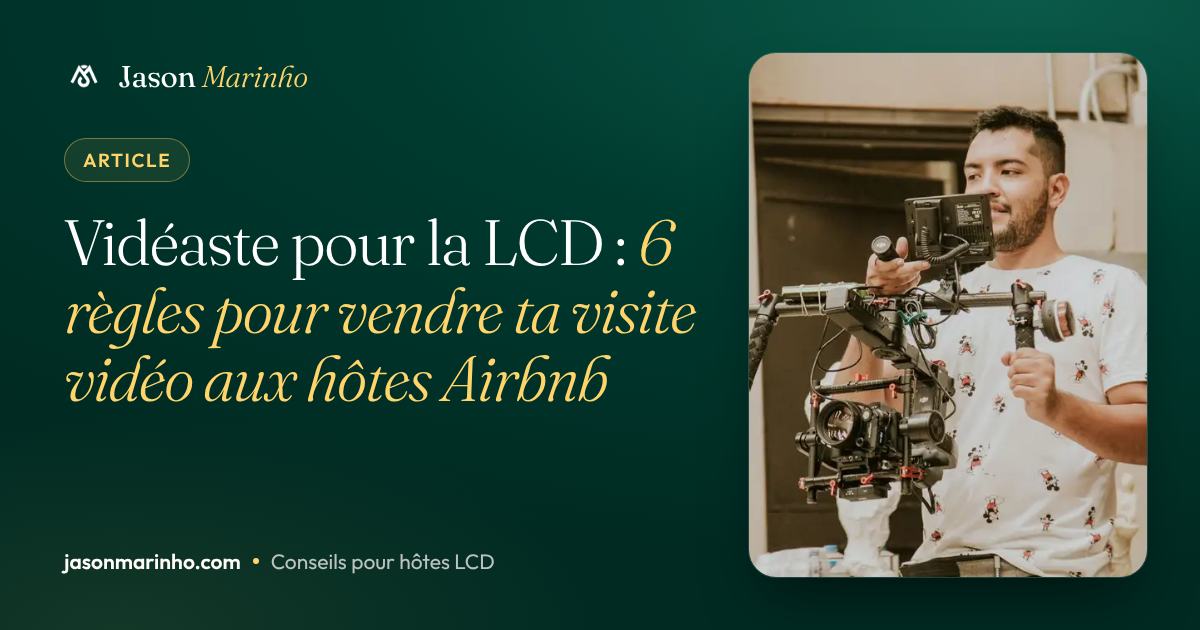 Jason Marinho
ARTICLE
Vidéaste pour la LCD : 6
règles pour vendre ta visite
vidéo aux hôtes Airbnb
jasonmarinho.com • Conseils pour hôtes LCD